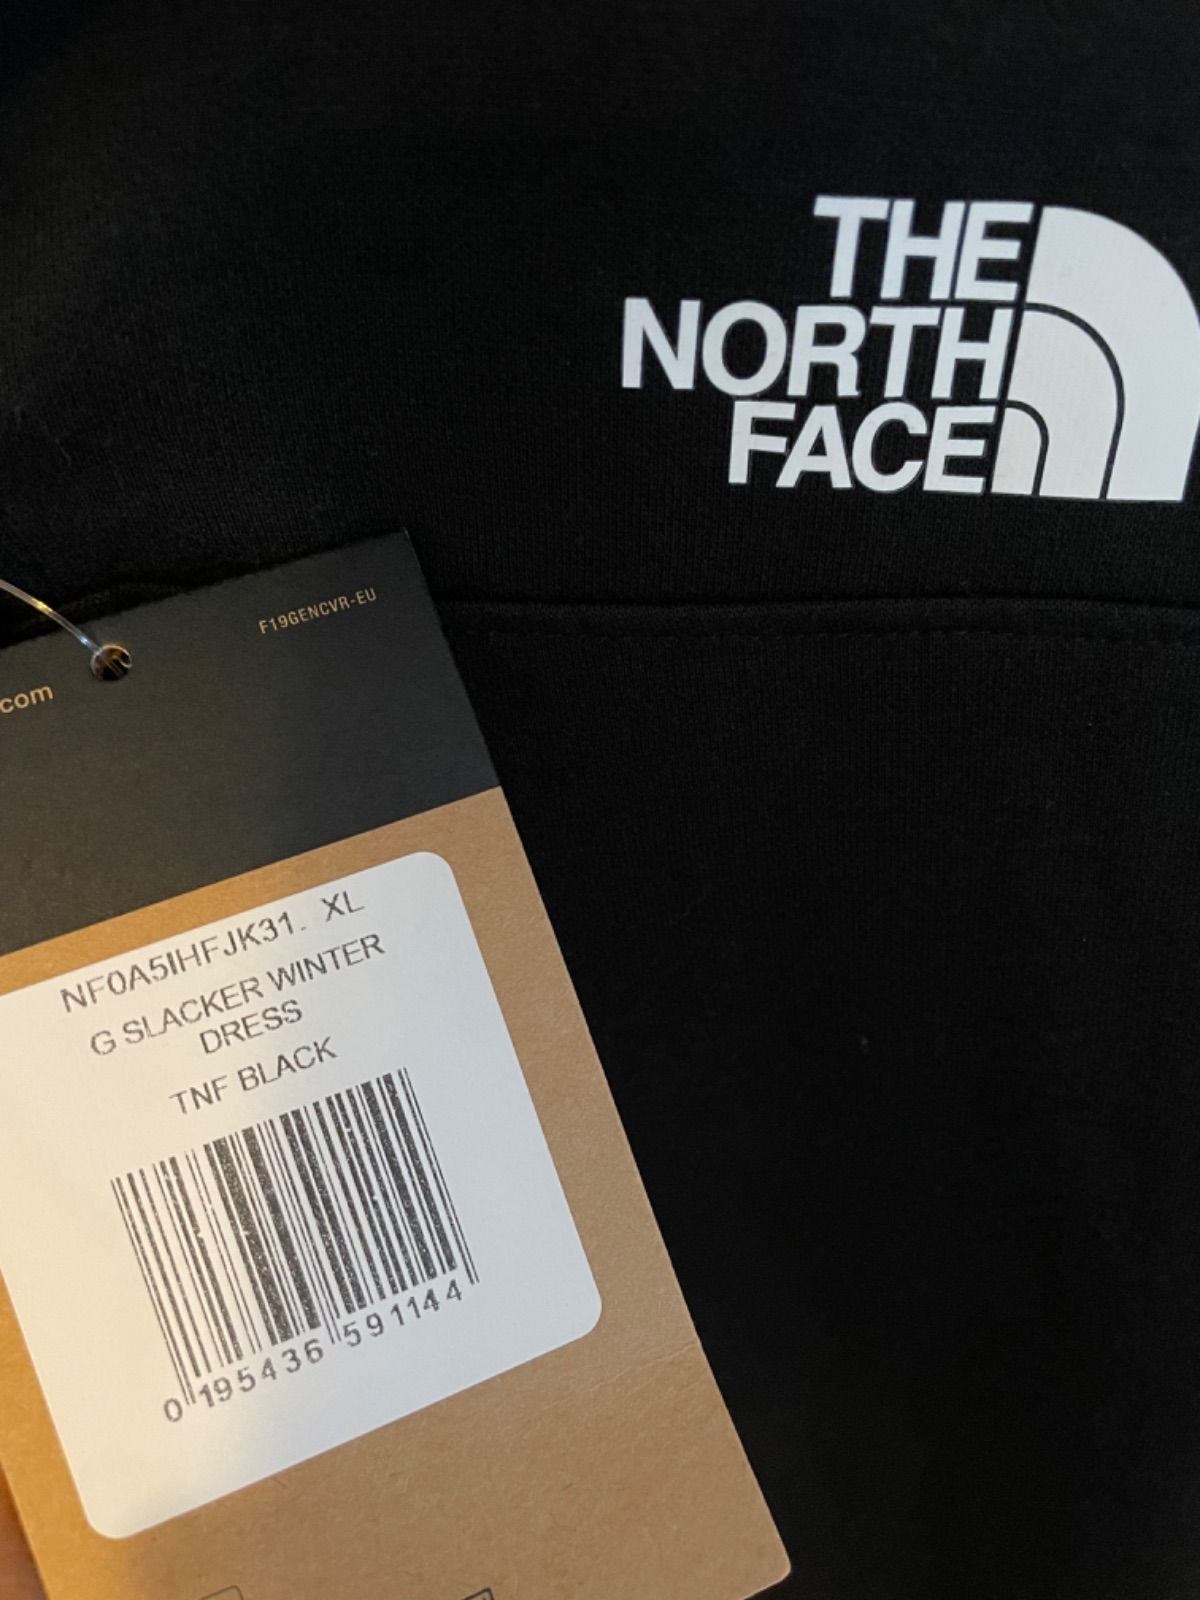 THE
NORTH
FACE
F19GENCVR-EU
.com
NF0A5IHFJK31. XL
G SLACKER WINTER
DRESS
TNF BLACK
0 195436 591144